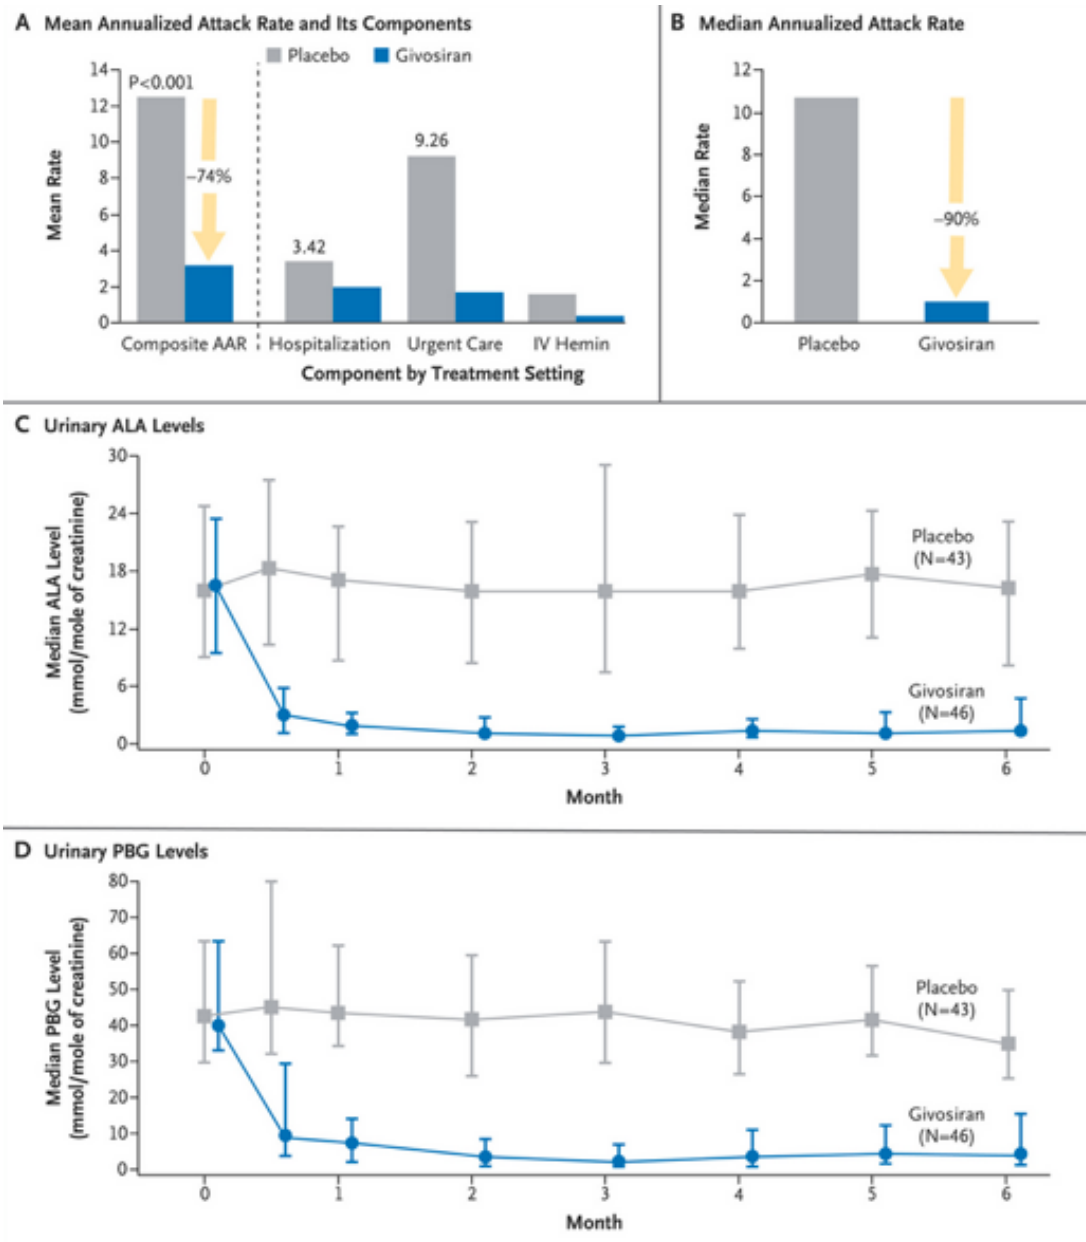 A Mean Annualized Attack Rate and Its Components
Placebo Givosiran
Mean Rate
14
12
10
8
6
4
2
0
P<0.001
−74%
3.42
9.26
Composite AAR Hospitalization Urgent Care IV Hemin
Component by Treatment Setting
B Median Annualized Attack Rate
Median Rate
12
10
8
6
4
2
0
−90%
Placebo Givosiran
C Urinary ALA Levels
Median ALA Level
(mmol/mole of creatinine)
30
24
18
12
6
0
Placebo
(N=43)
Givosiran
(N=46)
0 1 2 3 4 5 6
Month
D Urinary PBG Levels
Median PBG Level
(mmol/mole of creatinine)
80
70
60
50
40
30
20
10
0
Placebo
(N=43)
Givosiran
(N=46)
0 1 2 3 4 5 6
Month